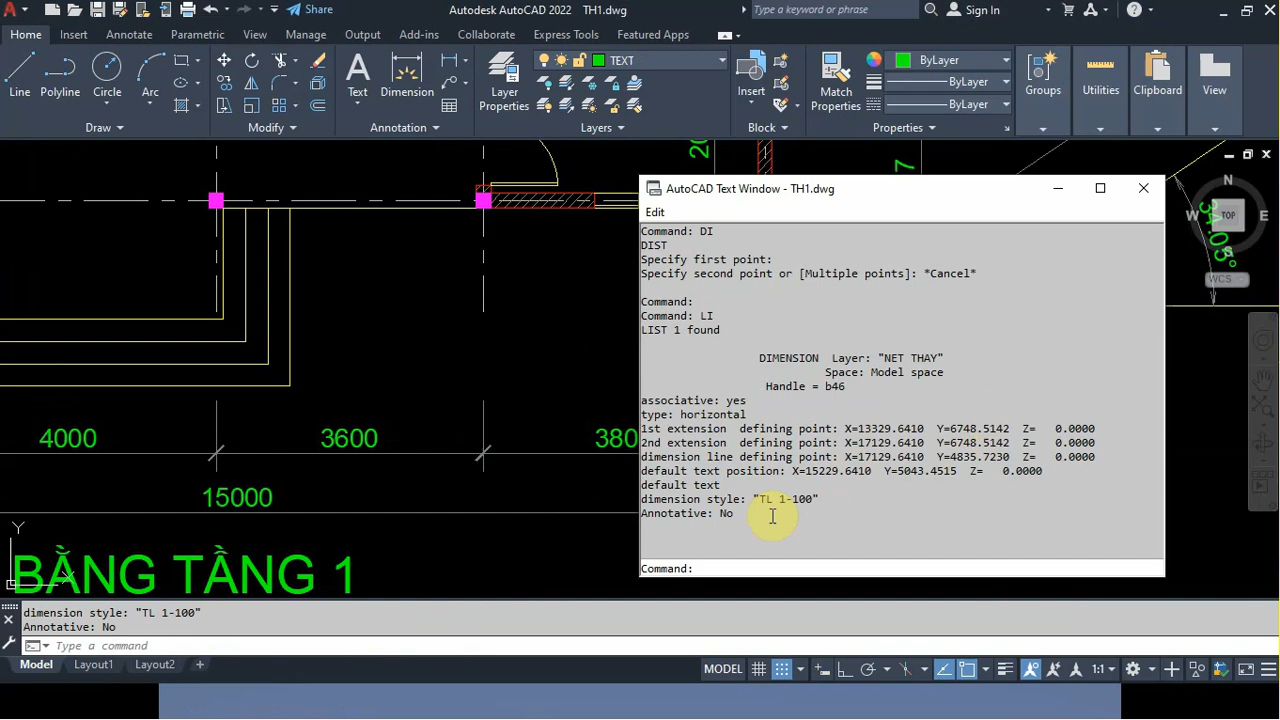 A
Share
Autodesk AutoCAD 2022 TH1.dwg
Type a keyword or phrase
Sign In
?
Home Insert Annotate Parametric View Manage Output Add-ins Collaborate Express Tools Featured Apps
TEXT
ByLayer
ByLayer
ByLayer
Line Polyline Circle Arc
Text Dimension
Layer
Properties
Insert
Match
Properties
Groups Utilities Clipboard View
Draw Modify Annotation Layers Block Properties
AutoCAD Text Window - TH1.dwg
Edit
Command: DI
DIST
Specify first point:
Specify second point or [Multiple points]: *Cancel*
Command:
Command: LI
LIST 1 found
DIMENSION Layer: "NET THAY"
Space: Model space
Handle = b46
associative: yes
type: horizontal
1st extension defining point: X=13329.6410 Y=6748.5142 Z= 0.0000
2nd extension defining point: X=17129.6410 Y=6748.5142 Z= 0.0000
dimension line defining point: X=17129.6410 Y=4835.7230 Z= 0.0000
default text position: X=15229.6410 Y=5043.4515 Z= 0.0000
default text
dimension style: "TL 1-100"
Annotative: No
Command:
N
W TOP E
S
WCS
4000 3600 380
15000
Y
X
BẰNG TẦNG 1
dimension style: "TL 1-100"
Annotative: No
Type a command
Model Layout1 Layout2 +
MODEL
1:1